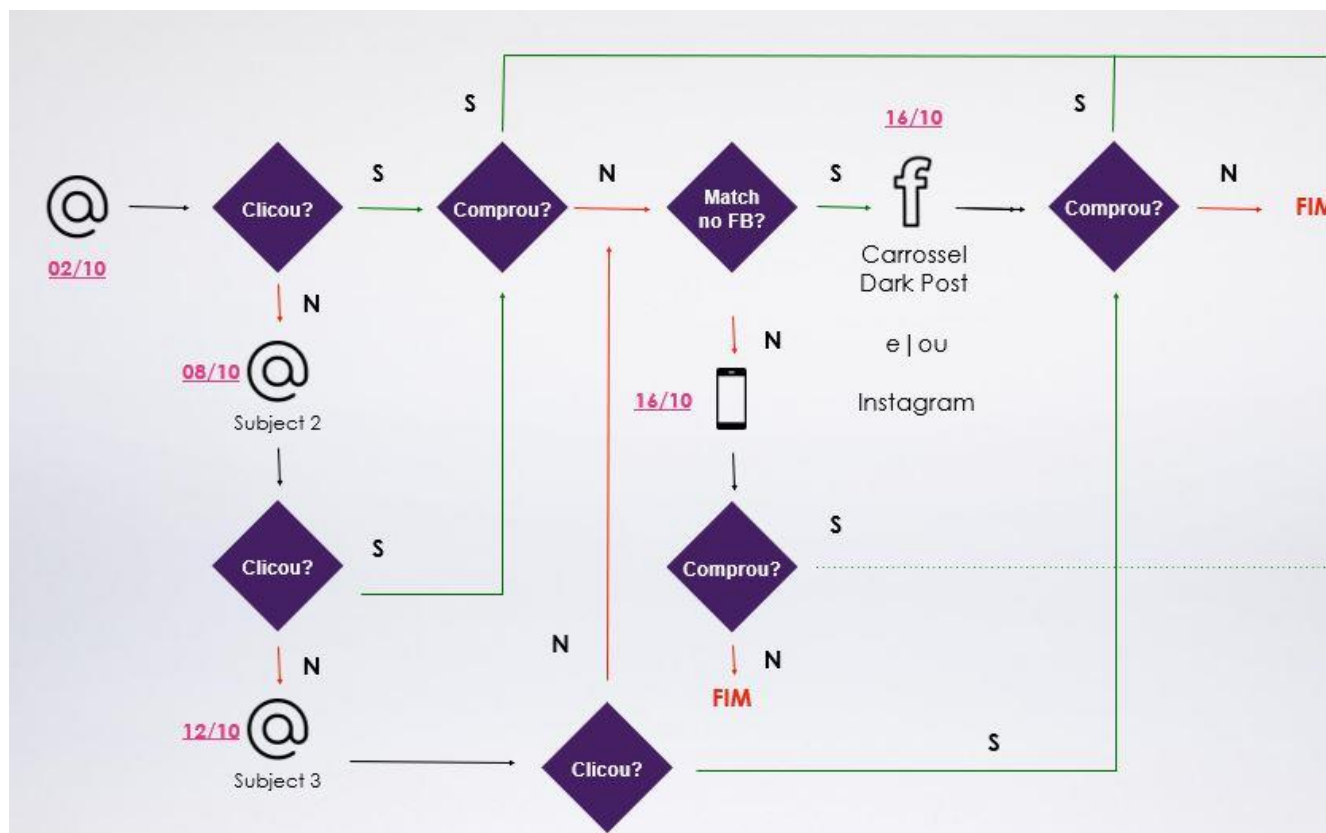 16/10
S
S
S
N
S
N
Clicou?
Comprou?
Match
no FB?
Comprou?
FIM
02/10
Carrossel
Dark Post
N
08/10
Subject 2
N
e|ou
16/10
Instagram
Clicou?
S
Comprou?
S
N
N
N
FIM
12/10
Subject 3
Clicou?
S